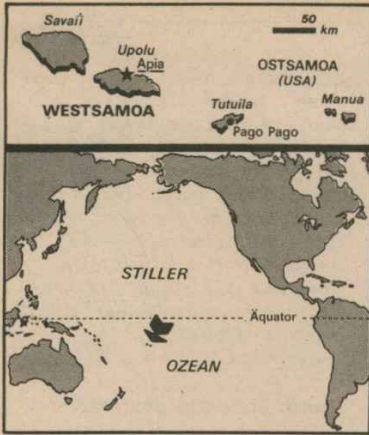 Savaii
50
km
Upolu
Apia
OSTSAMOA
(USA)
WESTSAMOA
Tutuila
Manua
Pago Pago
STILLER
Äquator
OZEAN